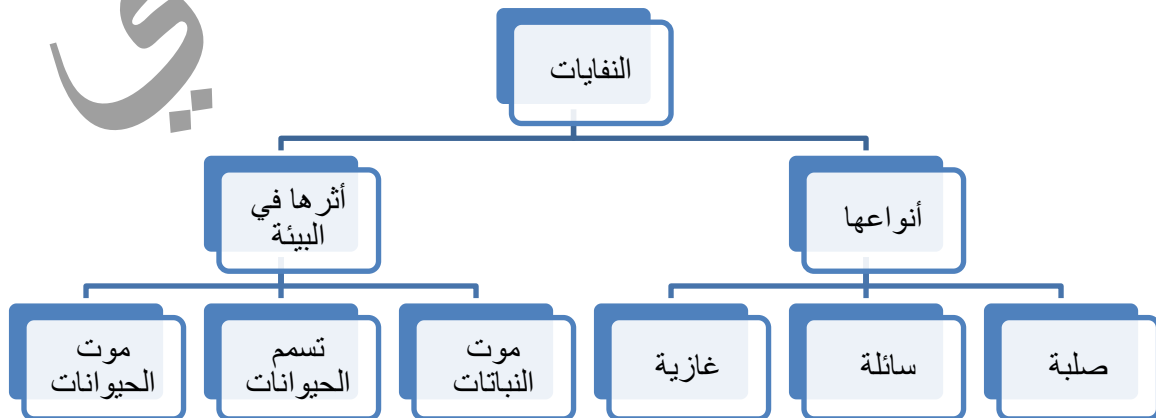 النفايات
أنواعها
أثرها في
البيئة
صلبة
سائلة
غازية
موت
النباتات
تسمم
الحيوانات
موت
الحيوانات